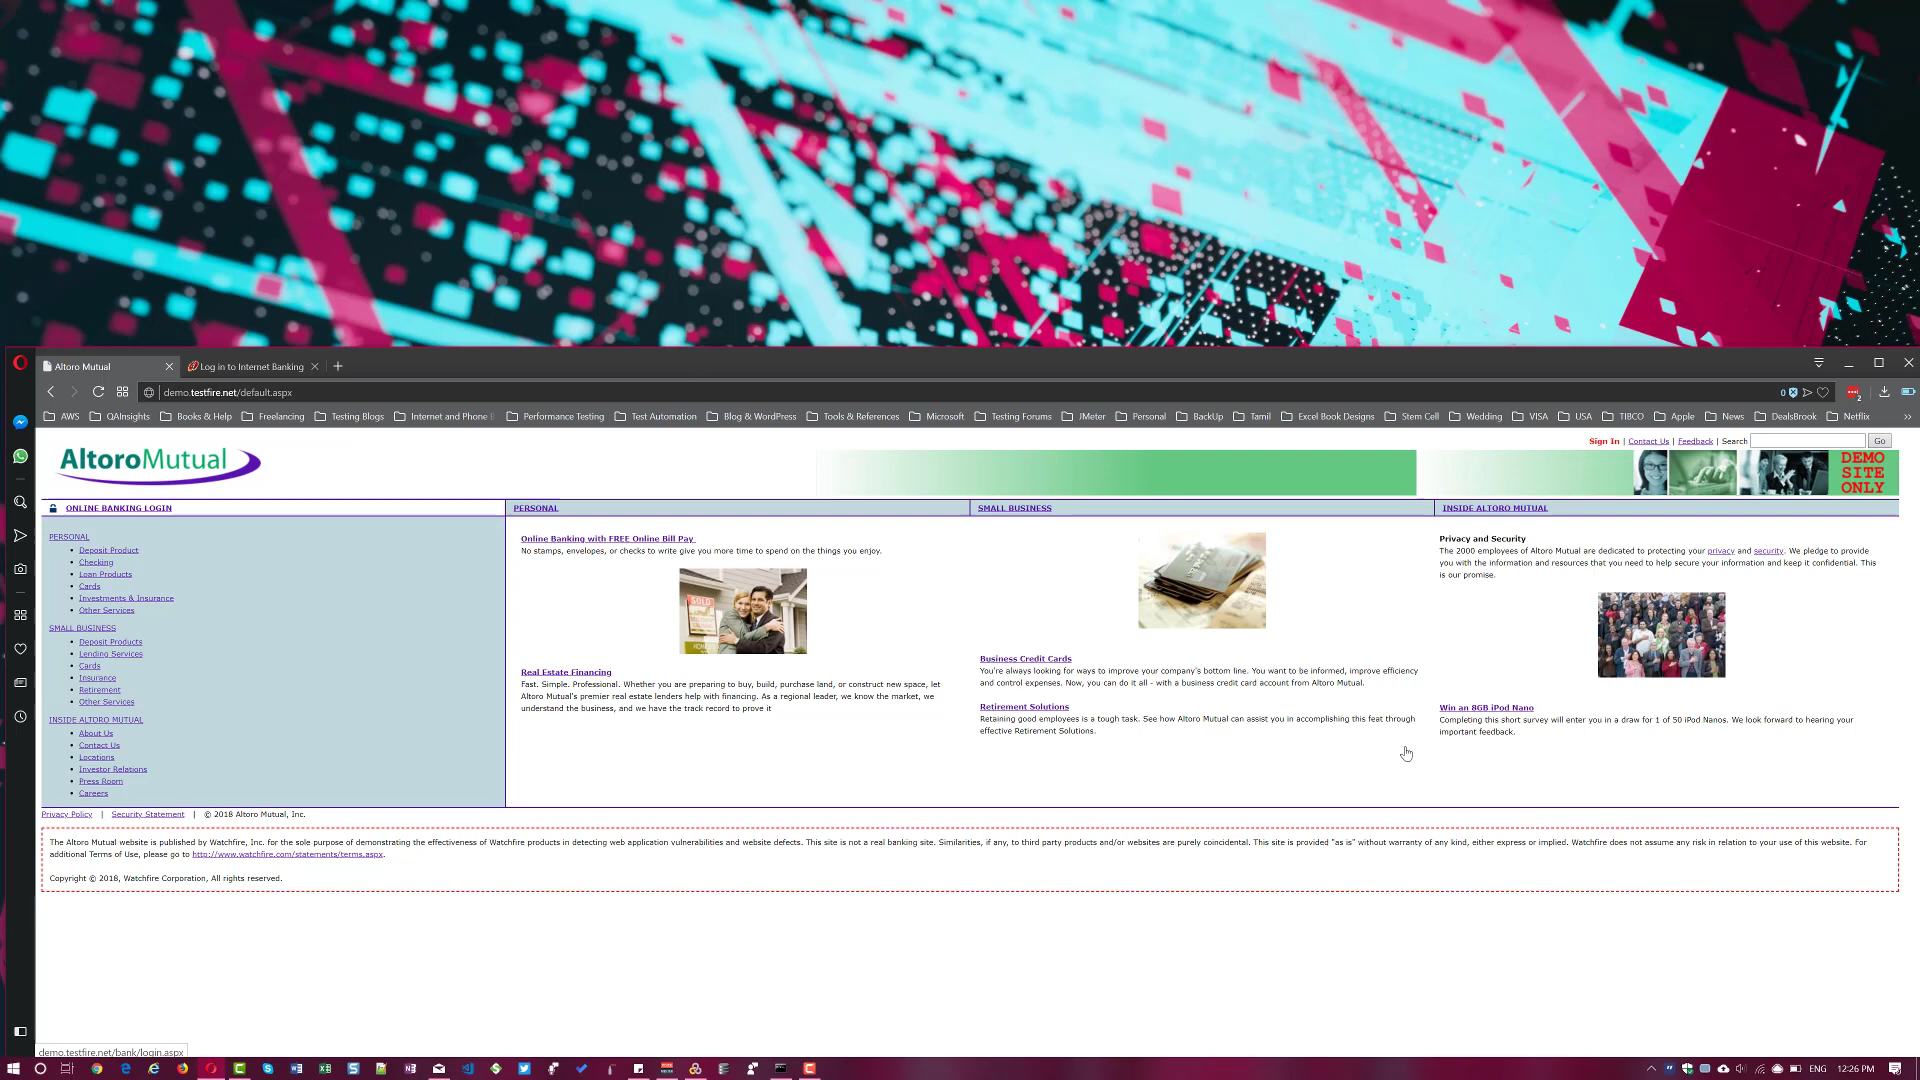 Altoro Mutual
Log in to Internet Banking
demo.testfire.net/default.aspx
0
2
AWS
QAInsights
Books & Help
Freelancing
Testing Blogs
Internet and Phone
Performance Testing
Test Automation
Blog & WordPress
Tools & References
Microsoft
Testing Forums
JMeter
Personal
BackUp
Tamil
Excel Book Designs
Stem Cell
Wedding
VISA
USA
TIBCO
Apple
News
DealsBrook
Netflix
Sign In | Contact Us | Feedback | Search
Go
AltoroMutual
DEMO
SITE
ONLY
ONLINE BANKING LOGIN
PERSONAL
SMALL BUSINESS
INSIDE ALTORO MUTUAL
PERSONAL
Deposit Product
Checking
Loan Products
Cards
Investments & Insurance
Other Services
SMALL BUSINESS
Deposit Products
Lending Services
Cards
Insurance
Retirement
Other Services
INSIDE ALTORO MUTUAL
About Us
Contact Us
Locations
Investor Relations
Press Room
Careers
Online Banking with FREE Online Bill Pay
No stamps, envelopes, or checks to write give you more time to spend on the things you enjoy.
SOLD
Real Estate Financing
Fast. Simple. Professional. Whether you are preparing to buy, build, purchase land, or construct new space, let
Altoro Mutual's premier real estate lenders help with financing. As a regional leader, we know the market, we
understand the business, and we have the track record to prove it
Business Credit Cards
You're always looking for ways to improve your company's bottom line. You want to be informed, improve efficiency
and control expenses. Now, you can do it all - with a business credit card account from Altoro Mutual.
Retirement Solutions
Retaining good employees is a tough task. See how Altoro Mutual can assist you in accomplishing this feat through
effective Retirement Solutions.
Privacy and Security
The 2000 employees of Altoro Mutual are dedicated to protecting your privacy and security. We pledge to provide
you with the information and resources that you need to help secure your information and keep it confidential. This
is our promise.
Win an 8GB iPod Nano
Completing this short survey will enter you in a draw for 1 of 50 iPod Nanos. We look forward to hearing your
important feedback.
Privacy Policy | Security Statement | © 2018 Altoro Mutual, Inc.
The Altoro Mutual website is published by Watchfire, Inc. for the sole purpose of demonstrating the effectiveness of Watchfire products in detecting web application vulnerabilities and website defects. This site is not a real banking site. Similarities, if any, to third party products and/or websites are purely coincidental. This site is provided "as is" without warranty of any kind, either express or implied. Watchfire does not assume any risk in relation to your use of this website. For
additional Terms of Use, please go to http://www.watchfire.com/statements/terms.aspx.
Copyright © 2018, Watchfire Corporation, All rights reserved.
demo.testfire.net/bank/login.aspx
ENG
12:26 PM